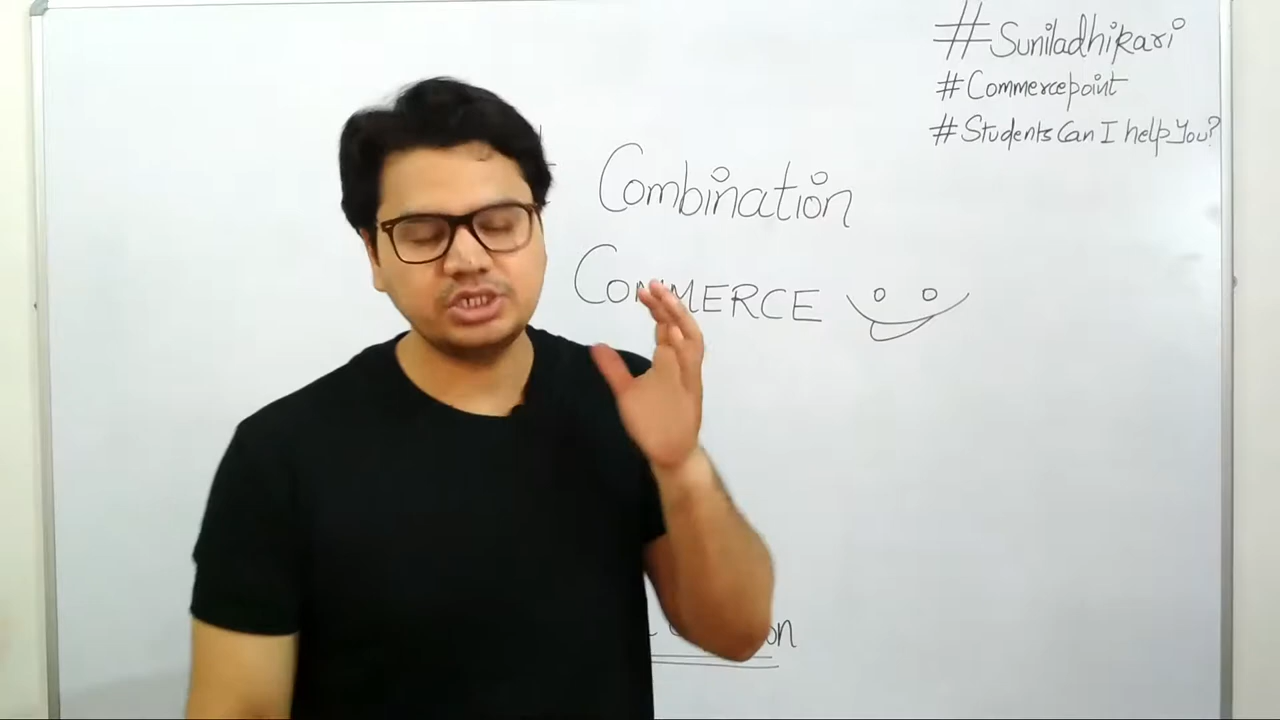 #Suniladhikari
#Commercepoint
#Students Can I help You?
Combination
COMMERCE